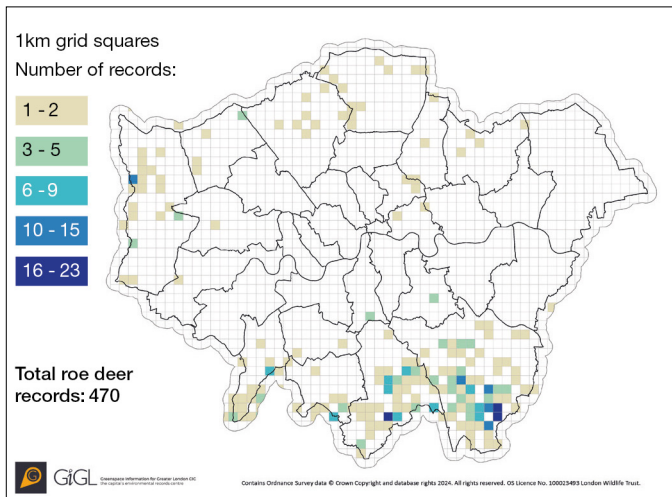 1km grid squares
Number of records:
1 - 2
3 - 5
6 - 9
10 - 15
16 - 23
Total roe deer
records: 470
GiGL Greenspace Information for Greater London CIC
the capital's environmental records centre
Contains Ordnance Survey data © Crown Copyright and database rights 2024. All rights reserved. OS Licence No. 100023493 London Wildlife Trust.